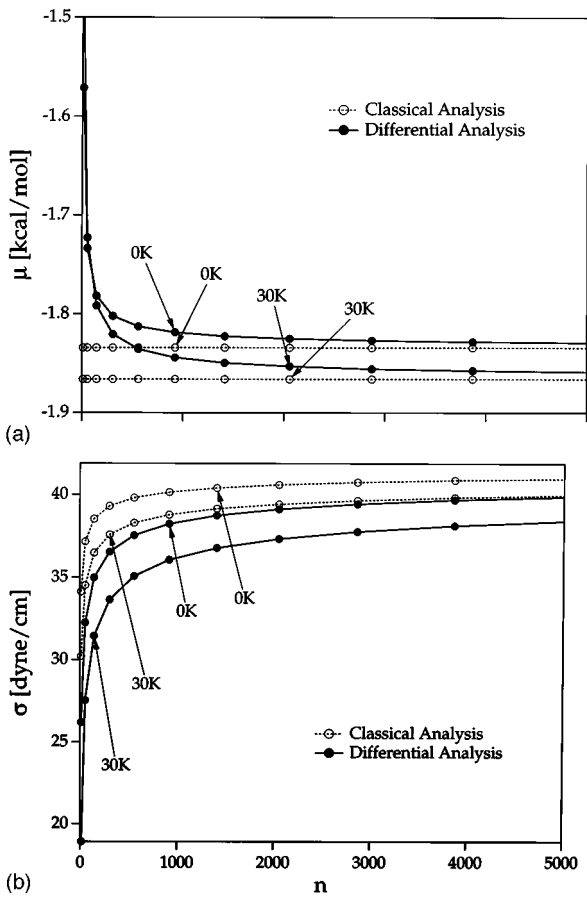 -1.5
-1.6
-1.7
-1.8
-1.9
μ [kcal/mol]
Classical Analysis
Differential Analysis
0K
0K
30K
30K
(a)
40
35
30
25
20
σ [dyne/cm]
0K
0K
30K
30K
Classical Analysis
Differential Analysis
0 1000 2000 3000 4000 5000
n
(b)